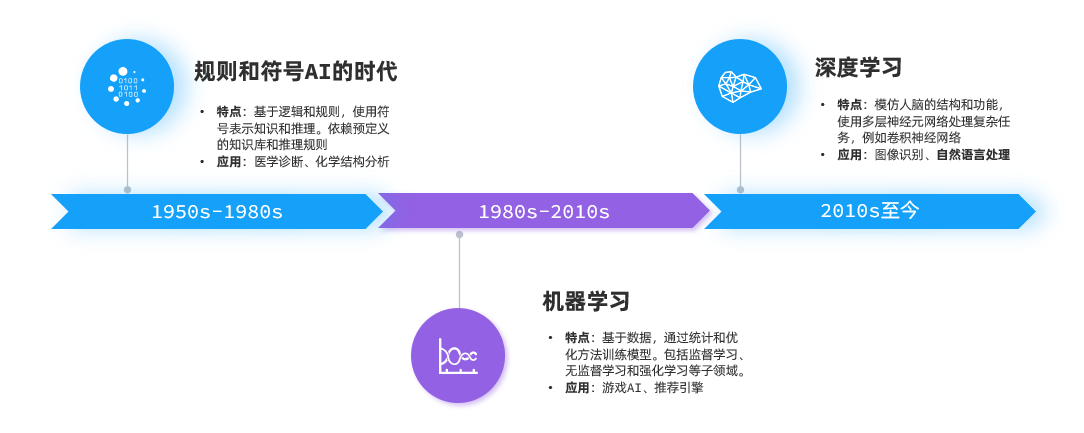 规则和符号AI的时代
• 特点：基于逻辑和规则，使用符
号表示知识和推理。依赖预定义
的知识库和推理规则
• 应用：医学诊断、化学结构分析
深度学习
• 特点：模仿人脑的结构和功能，
使用多层神经元网络处理复杂任
务，例如卷积神经网络
• 应用：图像识别、自然语言处理
0100
1011
0100
1950s-1980s
1980s-2010s
2010s至今
机器学习
• 特点：基于数据，通过统计和优
化方法训练模型。包括监督学习、
无监督学习和强化学习等子领域。
• 应用：游戏AI、推荐引擎